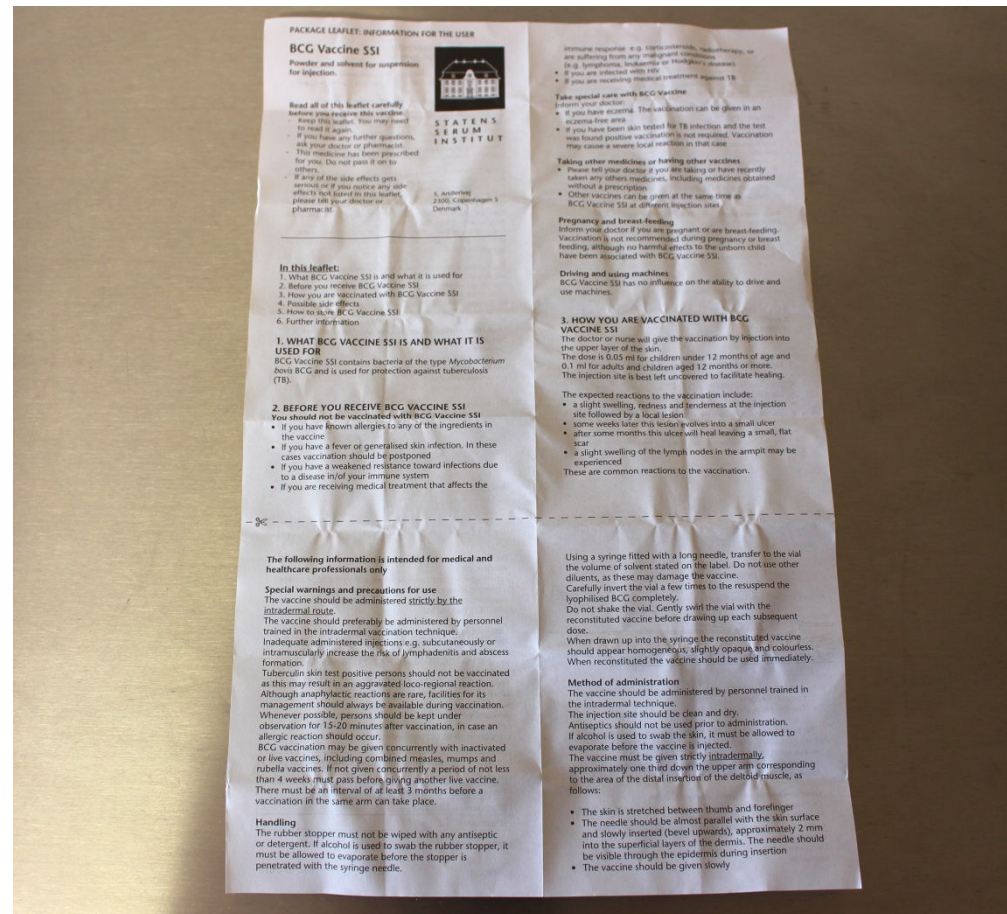 PACKAGE LEAFLET: INFORMATION FOR THE USER
BCG Vaccine SSI
Powder and solvent for suspension
for injection.
STATENS
SERUM
INSTITUT
Read all of this leaflet carefully
before you receive this vaccine.
- Keep this leaflet. You may need
to read it again.
- If you have any further questions,
ask your doctor or pharmacist.
- This medicine has been prescribed
for you. Do not pass it on to
others.
- If any of the side effects gets
serious or if you notice any side
effects not listed in this leaflet,
please tell your doctor or
pharmacist.
5, Artillerivej
2300, Copenhagen S
Denmark
In this leaflet:
1. What BCG Vaccine SSI is and what it is used for
2. Before you receive BCG Vaccine SSI
3. How you are vaccinated with BCG Vaccine SSI
4. Possible side effects
5. How to store BCG Vaccine SSI
6. Further information
1. WHAT BCG VACCINE SSI IS AND WHAT IT IS
USED FOR
BCG Vaccine SSI contains bacteria of the type Mycobacterium
bovis BCG and is used for protection against tuberculosis
(TB).
2. BEFORE YOU RECEIVE BCG VACCINE SSI
You should not be vaccinated with BCG Vaccine SSI
• If you have known allergies to any of the ingredients in
the vaccine
• If you have a fever or generalised skin infection. In these
cases vaccination should be postponed
• If you have a weakened resistance toward infections due
to a disease in/of your immune system
• If you are receiving medical treatment that affects the
immune response e.g. corticosteroids, radiotherapy, or
are suffering from any malignant conditions
(e.g. lymphoma, leukaemia or Hodgkin's disease)
• If you are infected with HIV
• If you are receiving medical treatment against TB
Take special care with BCG Vaccine
Inform your doctor:
• If you have eczema. The vaccination can be given in an
eczema-free area
• If you have been skin tested for TB infection and the test
was found positive vaccination is not required. Vaccination
may cause a severe local reaction in that case
Taking other medicines or having other vaccines
• Please tell your doctor if you are taking or have recently
taken any others medicines, including medicines obtained
without a prescription
• Other vaccines can be given at the same time as
BCG Vaccine SSI at different injection sites
Pregnancy and breast-feeding
Inform your doctor if you are pregnant or are breast-feeding.
Vaccination is not recommended during pregnancy or breast
feeding, although no harmful effects to the unborn child
have been associated with BCG Vaccine SSI.
Driving and using machines
BCG Vaccine SSI has no influence on the ability to drive and
use machines.
3. HOW YOU ARE VACCINATED WITH BCG
VACCINE SSI
The doctor or nurse will give the vaccination by injection into
the upper layer of the skin.
The dose is 0.05 ml for children under 12 months of age and
0.1 ml for adults and children aged 12 months or more.
The injection site is best left uncovered to facilitate healing.
The expected reactions to the vaccination include:
• a slight swelling, redness and tenderness at the injection
site followed by a local lesion
• some weeks later this lesion evolves into a small ulcer
• after some months this ulcer will heal leaving a small, flat
scar
• a slight swelling of the lymph nodes in the armpit may be
experienced
These are common reactions to the vaccination.
The following information is intended for medical and
healthcare professionals only
Special warnings and precautions for use
The vaccine should be administered strictly by the
intradermal route.
The vaccine should preferably be administered by personnel
trained in the intradermal vaccination technique.
Inadequate administered injections e.g. subcutaneously or
intramuscularly increase the risk of lymphadenitis and abscess
formation.
Tuberculin skin test positive persons should not be vaccinated
as this may result in an aggravated loco-regional reaction.
Although anaphylactic reactions are rare, facilities for its
management should always be available during vaccination.
Whenever possible, persons should be kept under
observation for 15-20 minutes after vaccination, in case an
allergic reaction should occur.
BCG vaccination may be given concurrently with inactivated
or live vaccines, including combined measles, mumps and
rubella vaccines. If not given concurrently a period of not less
than 4 weeks must pass before giving another live vaccine.
There must be an interval of at least 3 months before a
vaccination in the same arm can take place.
Handling
The rubber stopper must not be wiped with any antiseptic
or detergent. If alcohol is used to swab the rubber stopper, it
must be allowed to evaporate before the stopper is
penetrated with the syringe needle.
Using a syringe fitted with a long needle, transfer to the vial
the volume of solvent stated on the label. Do not use other
diluents, as these may damage the vaccine.
Carefully invert the vial a few times to the resuspend the
lyophilised BCG completely.
Do not shake the vial. Gently swirl the vial with the
reconstituted vaccine before drawing up each subsequent
dose.
When drawn up into the syringe the reconstituted vaccine
should appear homogeneous, slightly opaque and colourless.
When reconstituted the vaccine should be used immediately.
Method of administration
The vaccine should be administered by personnel trained in
the intradermal technique.
The injection site should be clean and dry.
Antiseptics should not be used prior to administration.
If alcohol is used to swab the skin, it must be allowed to
evaporate before the vaccine is injected.
The vaccine must be given strictly intradermally,
approximately one third down the upper arm corresponding
to the area of the distal insertion of the deltoid muscle, as
follows:
• The skin is stretched between thumb and forefinger
• The needle should be almost parallel with the skin surface
and slowly inserted (bevel upwards), approximately 2 mm
into the superficial layers of the dermis. The needle should
be visible through the epidermis during insertion
• The vaccine should be given slowly